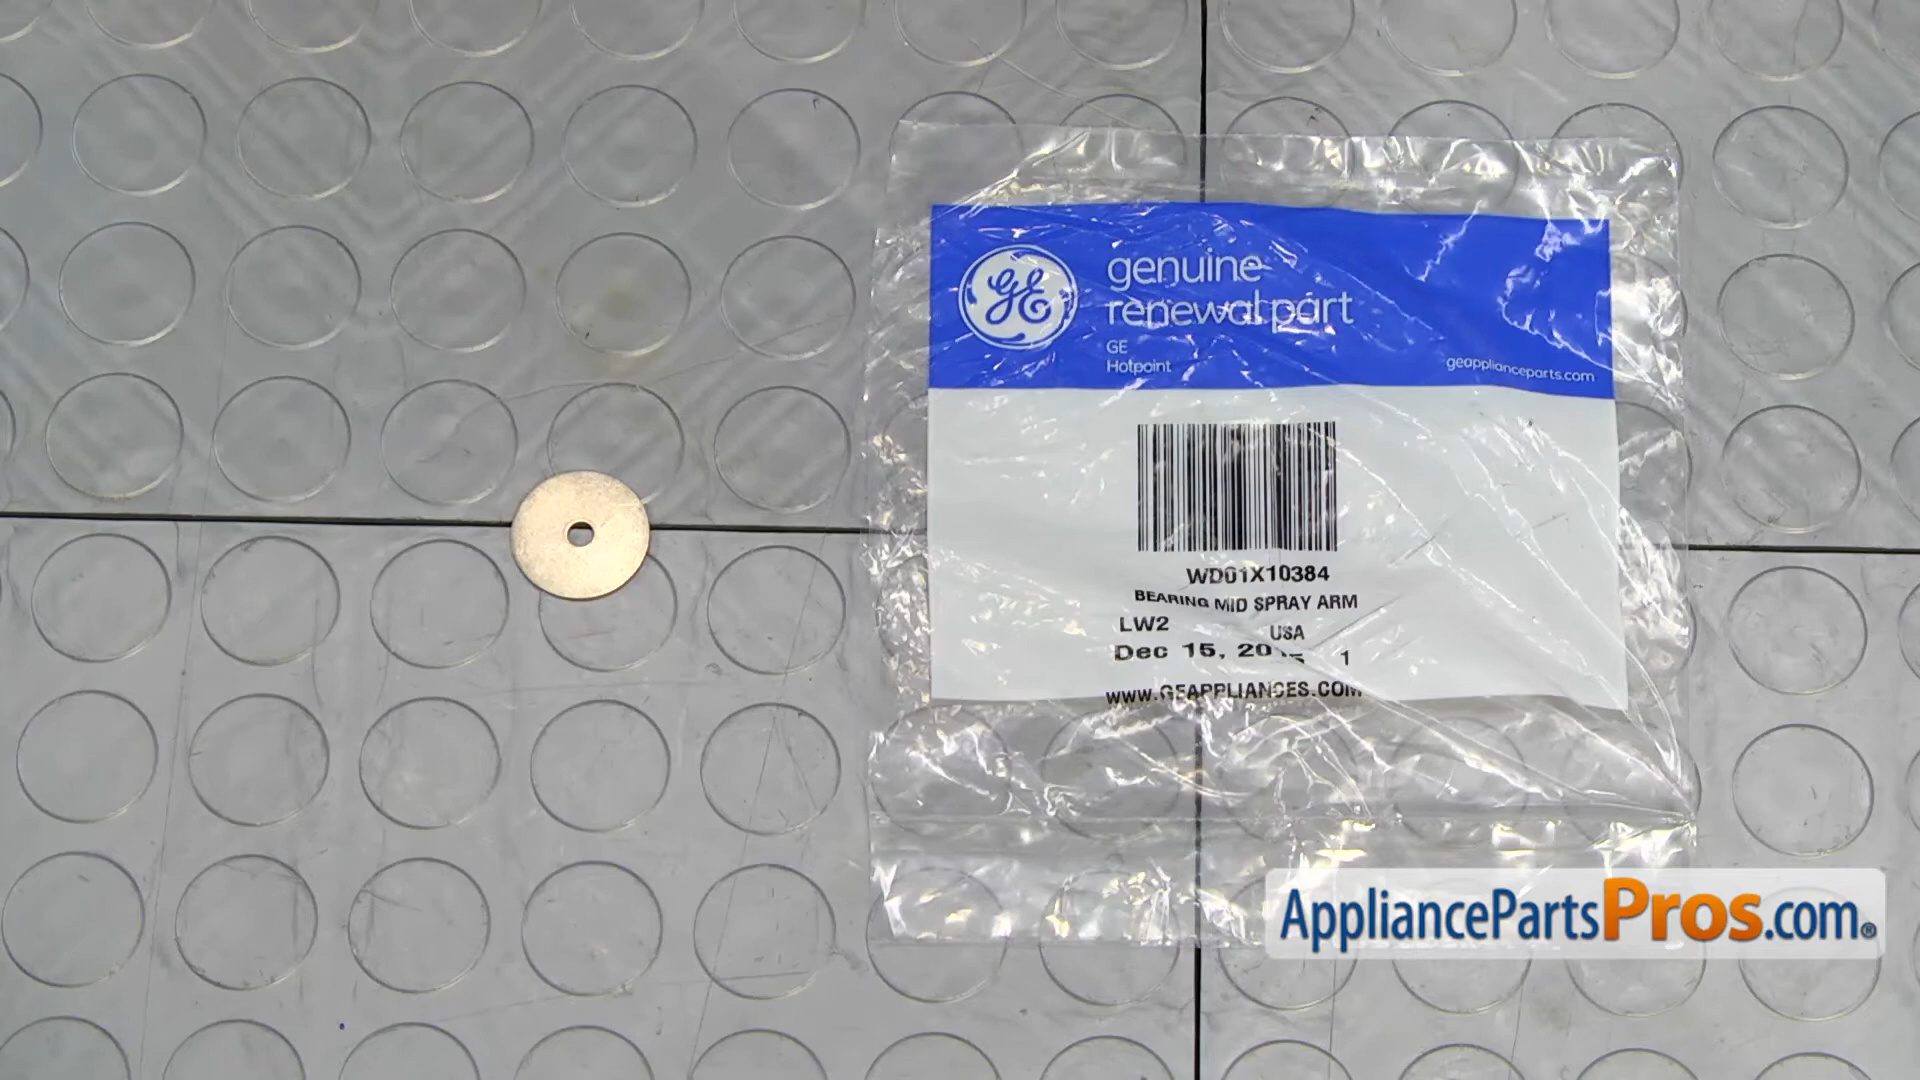 GE
genuine
renewal part
GE
Hotpoint
geapplianceparts.com
WD01X10384
BEARING MID SPRAY ARM
LW2 USA
Dec 15, 1
WWW.GEAPPLIANCES.COM
AppliancePartsPros.com®